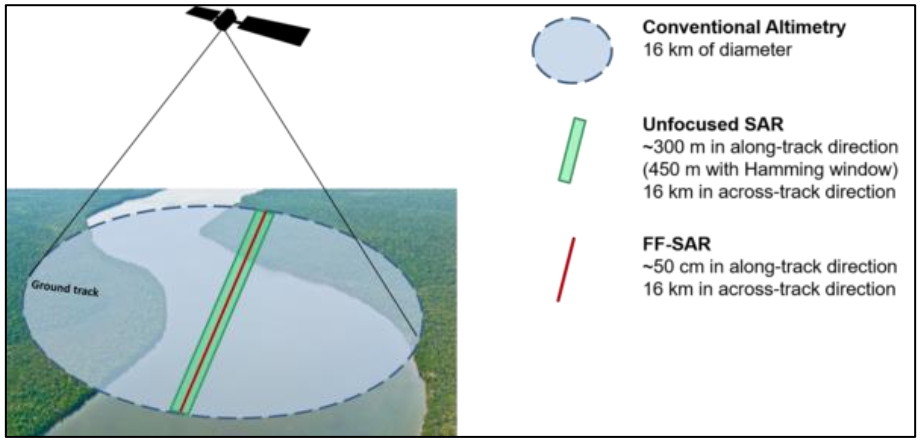 Conventional Altimetry
16 km of diameter
Unfocused SAR
~300 m in along-track direction
(450 m with Hamming window)
16 km in across-track direction
FF-SAR
~50 cm in along-track direction
16 km in across-track direction
Ground track